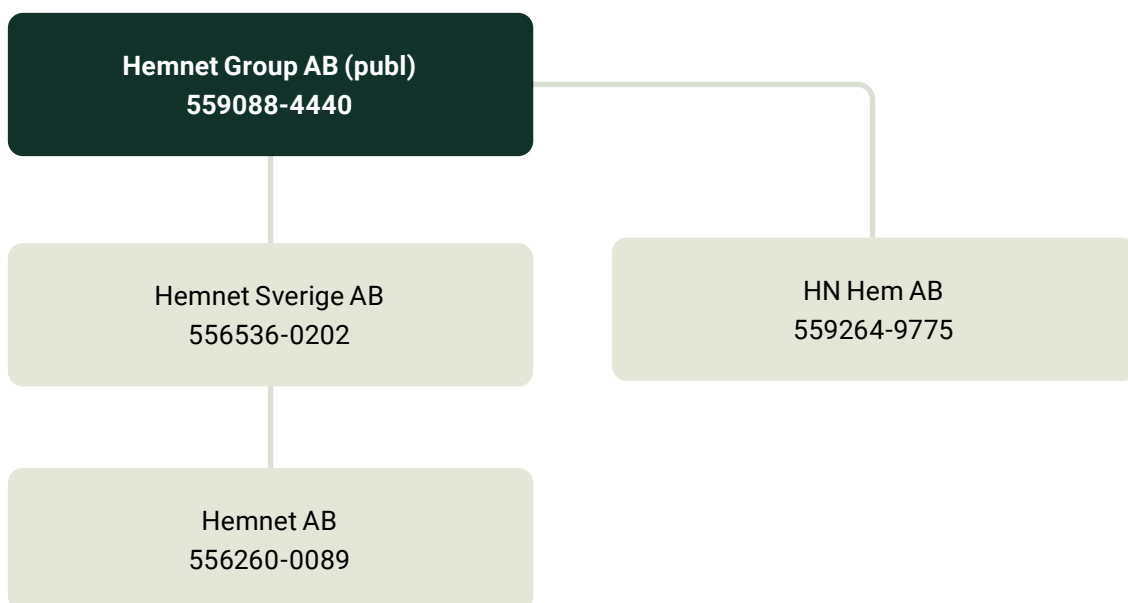 Hemnet Group AB (publ)
559088-4440
Hemnet Sverige AB
556536-0202
HN Hem AB
559264-9775
Hemnet AB
556260-0089